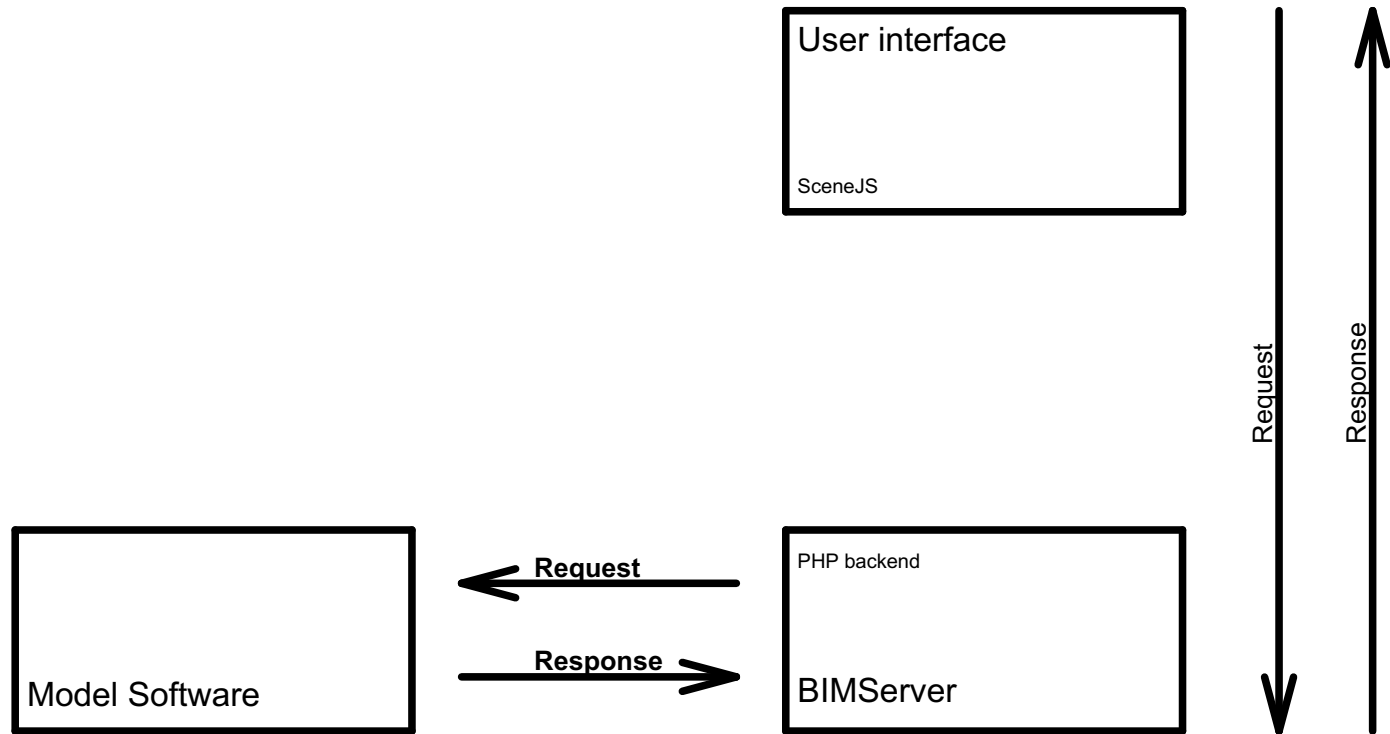 User interface
SceneJS
Request
Response
Request
Response
Model Software
PHP backend
BIMServer